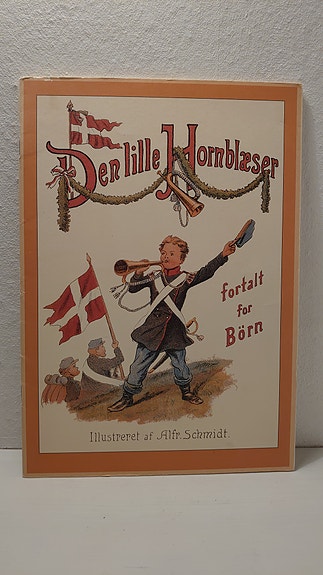 Den lille Hornblæser
fortalt
for
Börn
Illustreret af Alfr. Schmidt.